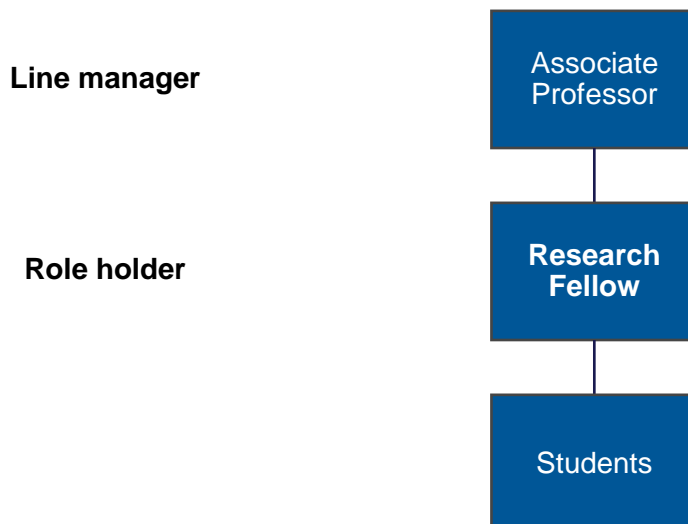 Line manager
Associate
Professor
Role holder
Research
Fellow
Students